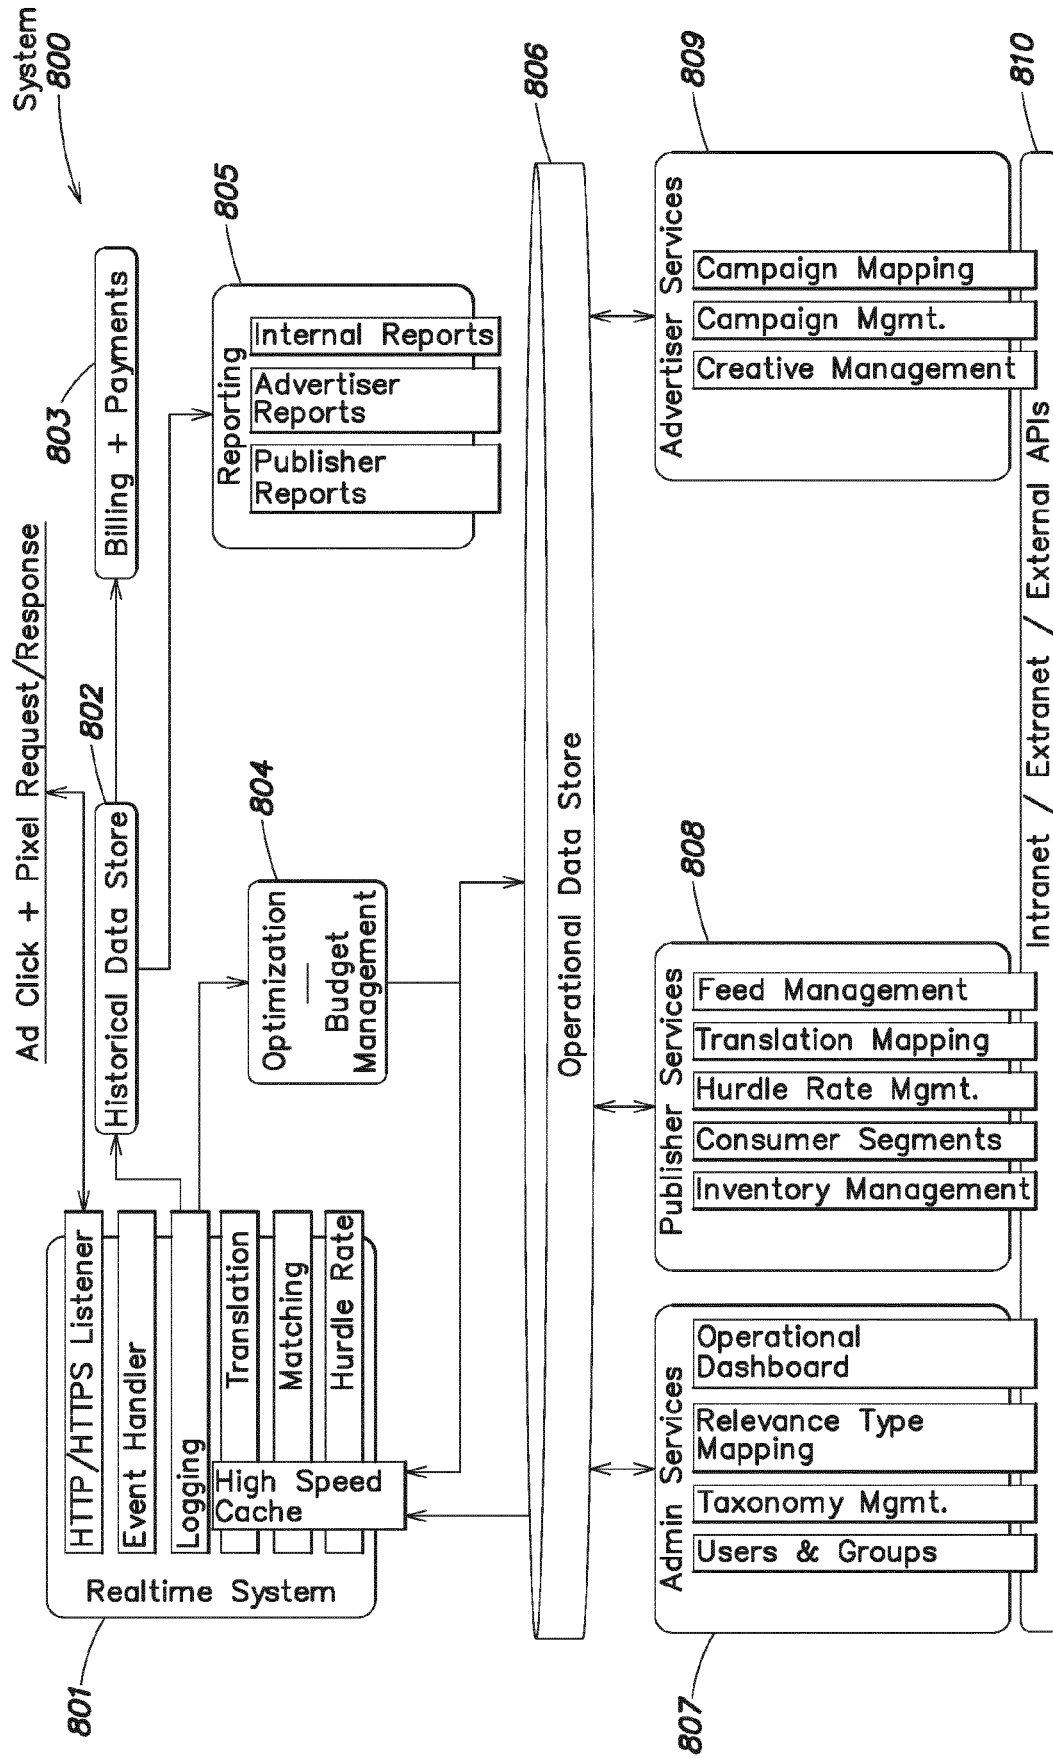 System
800
Ad Click + Pixel Request/Response
801
Realtime System
HTTP/HTTPS Listener
Event Handler
Logging
Translation
Matching
Hurdle Rate
High Speed
Cache
802
Historical Data Store
803
Billing + Payments
804
Optimization
Budget
Management
805
Reporting
Publisher
Reports
Advertiser
Reports
Internal Reports
806
Operational Data Store
807
Admin Services
Users & Groups
Taxonomy Mgmt.
Relevance Type
Mapping
Operational
Dashboard
808
Publisher Services
Inventory Management
Consumer Segments
Hurdle Rate Mgmt.
Translation Mapping
Feed Management
809
Advertiser Services
Creative Management
Campaign Mgmt.
Campaign Mapping
810
Intranet / Extranet / External APIs